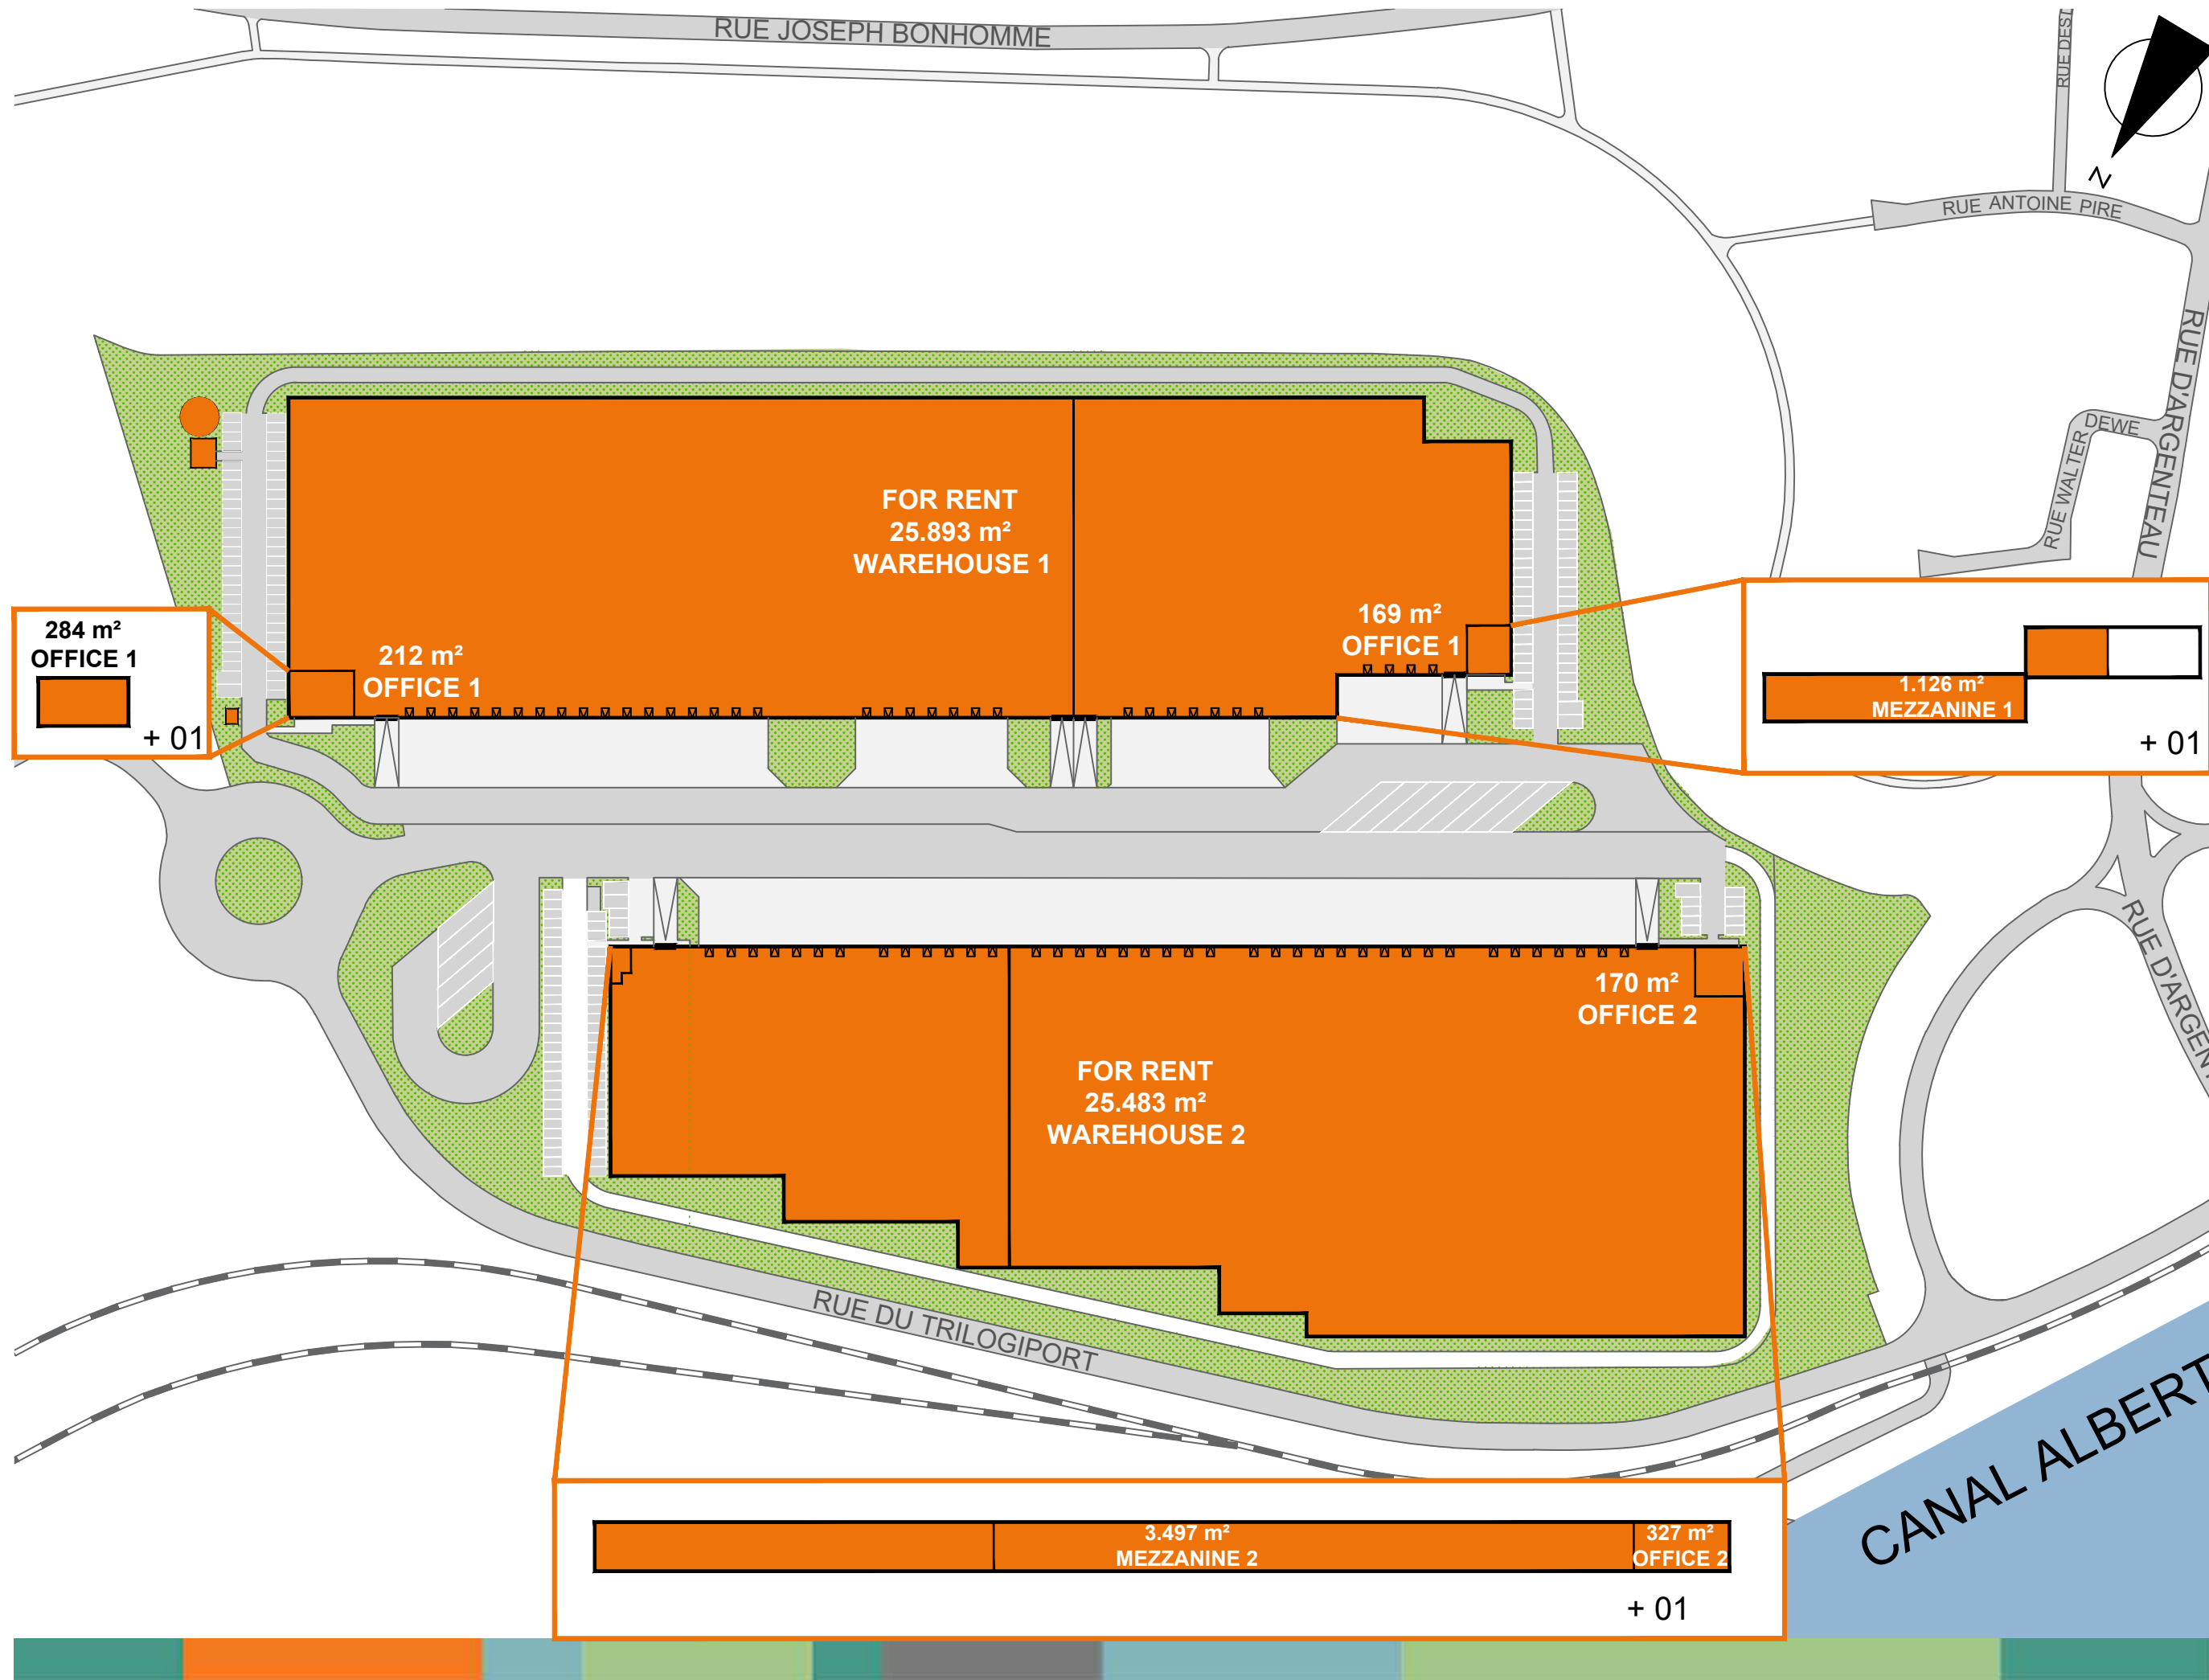 RUE JOSEPH BONHOMME
N
RUE ANTOINE PIRE
RUE D'ARGENTEAU
RUE WALTER DEWE
FOR RENT
25.893 m²
WAREHOUSE 1
284 m²
OFFICE 1
+ 01
212 m²
OFFICE 1
169 m²
OFFICE 1
1.126 m²
MEZZANINE 1
+ 01
170 m²
OFFICE 2
FOR RENT
25.483 m²
WAREHOUSE 2
RUE D'ARGENT
RUE DU TRILOGIPORT
CANAL ALBERT
3.497 m²
MEZZANINE 2
327 m²
OFFICE 2
+ 01